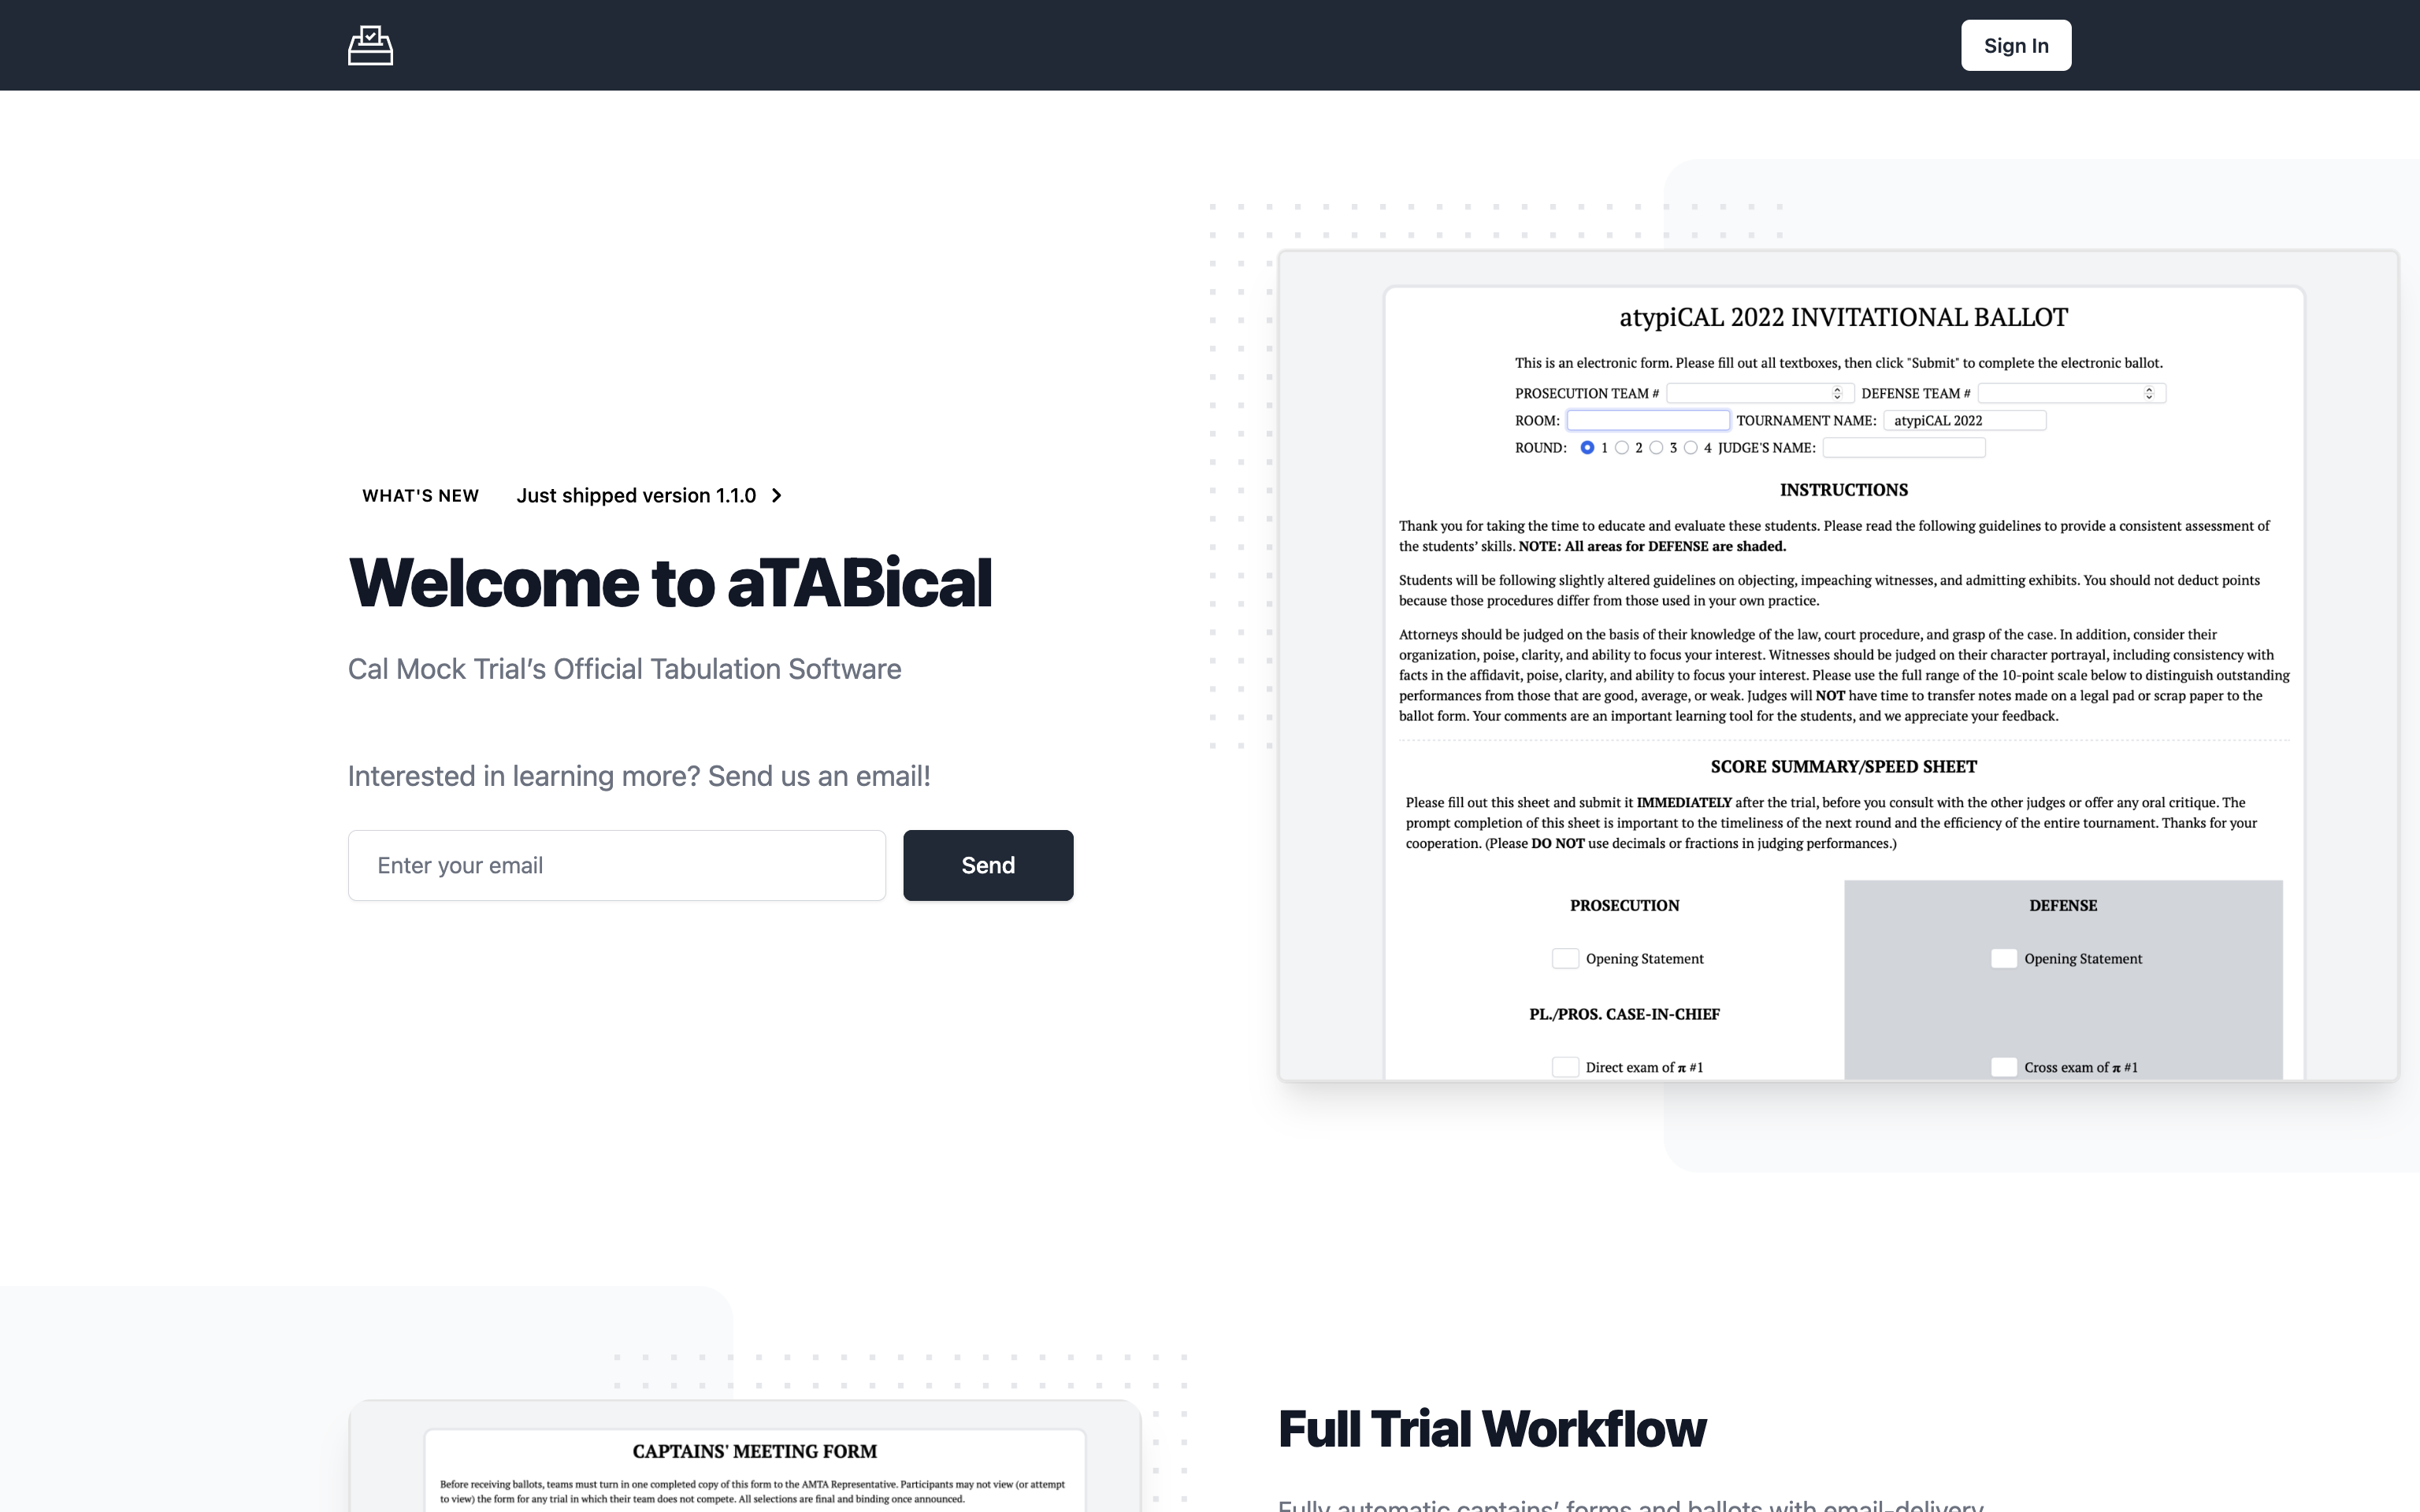 Sign In
WHAT'S NEW Just shipped version 1.1.0
Welcome to aTABical
Cal Mock Trial's Official Tabulation Software
Interested in learning more? Send us an email!
Enter your email Send
atypiCAL 2022 INVITATIONAL BALLOT
This is an electronic form. Please fill out all textboxes, then click "Submit" to complete the electronic ballot.
PROSECUTION TEAM # DEFENSE TEAM #
ROOM: TOURNAMENT NAME: atypiCAL 2022
ROUND: 1 2 3 4 JUDGE'S NAME:
INSTRUCTIONS
Thank you for taking the time to educate and evaluate these students. Please read the following guidelines to provide a consistent assessment of
the students' skills. NOTE: All areas for DEFENSE are shaded.
Students will be following slightly altered guidelines on objecting, impeaching witnesses, and admitting exhibits. You should not deduct points
because those procedures differ from those used in your own practice.
Attorneys should be judged on the basis of their knowledge of the law, court procedure, and grasp of the case. In addition, consider their
organization, poise, clarity, and ability to focus your interest. Witnesses should be judged on their character portrayal, including consistency with
facts in the affidavit, poise, clarity, and ability to focus your interest. Please use the full range of the 10-point scale below to distinguish outstanding
performances from those that are good, average, or weak. Judges will NOT have time to transfer notes made on a legal pad or scrap paper to the
ballot form. Your comments are an important learning tool for the students, and we appreciate your feedback.
SCORE SUMMARY/SPEED SHEET
Please fill out this sheet and submit it IMMEDIATELY after the trial, before you consult with the other judges or offer any oral critique. The
prompt completion of this sheet is important to the timeliness of the next round and the efficiency of the entire tournament. Thanks for your
cooperation. (Please DO NOT use decimals or fractions in judging performances.)
PROSECUTION DEFENSE
Opening Statement Opening Statement
PL./PROS. CASE-IN-CHIEF
Direct exam of π #1 Cross exam of π #1
CAPTAINS' MEETING FORM
Before receiving ballots, teams must turn in one completed copy of this form to the AMTA Representative. Participants may not view (or attempt
to view) the form for any trial in which their team does not compete. All selections are final and binding once announced.
Full Trial Workflow
Fully automatic captains' forms and ballots with email-delivery